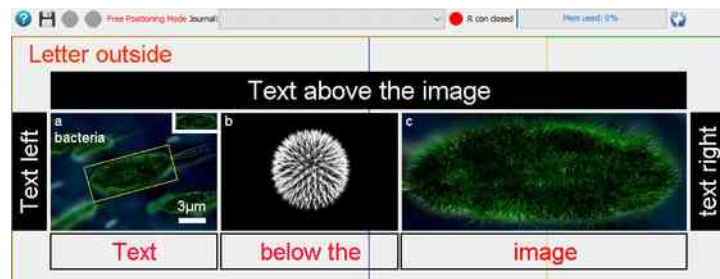 Free Positioning Mode Journal: R con closed Mem used: 0%
Letter outside
Text above the image
Text left
a
bacteria
3µm
b
c
text right
Text
below the
image